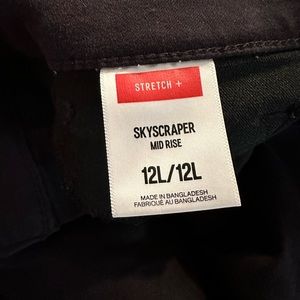 STRETCH +
SKYSCRAPER
MID RISE
12L/12L
MADE IN BANGLADESH
FABRIQUÉ AU BANGLADESH